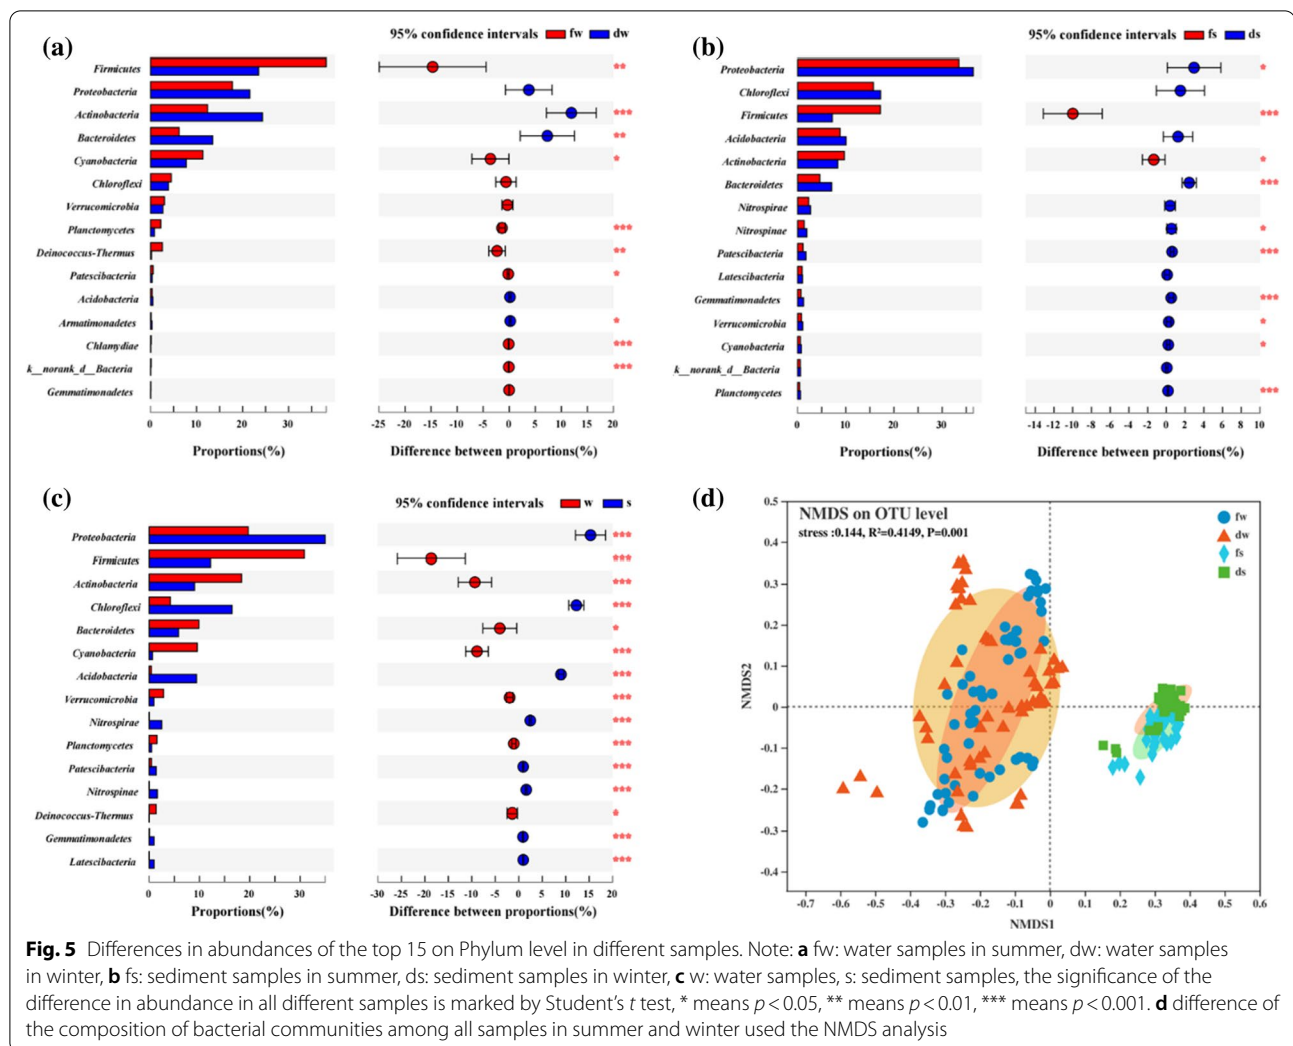 (a)
95% confidence intervals fw dw
Firmicutes **
Proteobacteria
Actinobacteria ***
Bacteroidetes **
Cyanobacteria *
Chloroflexi
Verrucomicrobia
Planctomycetes ***
Deinococcus-Thermus **
Patescibacteria *
Acidobacteria
Armatimonadetes *
Chlamydiae ***
k__norank_d__Bacteria ***
Gemmatimonadetes
0 10 20 30 -25 -20 -15 -10 -5 0 5 10 15 20
Proportions(%) Difference between proportions(%)
(b)
95% confidence intervals fs ds
Proteobacteria *
Chloroflexi
Firmicutes ***
Acidobacteria
Actinobacteria *
Bacteroidetes ***
Nitrospirae
Nitrospinae *
Patescibacteria ***
Latescibacteria
Gemmatimonadetes ***
Verrucomicrobia *
Cyanobacteria *
k__norank_d__Bacteria
Planctomycetes ***
0 10 20 30 -14 -12 -10 -8 -6 -4 -2 0 2 4 6 8 10
Proportions(%) Difference between proportions(%)
(c)
95% confidence intervals w s
Proteobacteria ***
Firmicutes ***
Actinobacteria ***
Chloroflexi ***
Bacteroidetes *
Cyanobacteria ***
Acidobacteria ***
Verrucomicrobia ***
Nitrospirae ***
Planctomycetes ***
Patescibacteria ***
Nitrospinae ***
Deinococcus-Thermus *
Gemmatimonadetes ***
Latescibacteria ***
0 10 20 30 -30 -25 -20 -15 -10 -5 0 5 10 15 20
Proportions(%) Difference between proportions(%)
(d)
NMDS on OTU level
stress :0.144, R²=0.4149, P=0.001
fw
dw
fs
ds
NMDS2
0.5
0.4
0.3
0.2
0.1
0
-0.1
-0.2
-0.3
-0.4
-0.7 -0.6 -0.5 -0.4 -0.3 -0.2 -0.1 0 0.1 0.2 0.3 0.4 0.5 0.6
NMDS1
Fig. 5 Differences in abundances of the top 15 on Phylum level in different samples. Note: a fw: water samples in summer, dw: water samples
in winter, b fs: sediment samples in summer, ds: sediment samples in winter, c w: water samples, s: sediment samples, the significance of the
difference in abundance in all different samples is marked by Student's t test, * means p < 0.05, ** means p < 0.01, *** means p < 0.001. d difference of
the composition of bacterial communities among all samples in summer and winter used the NMDS analysis